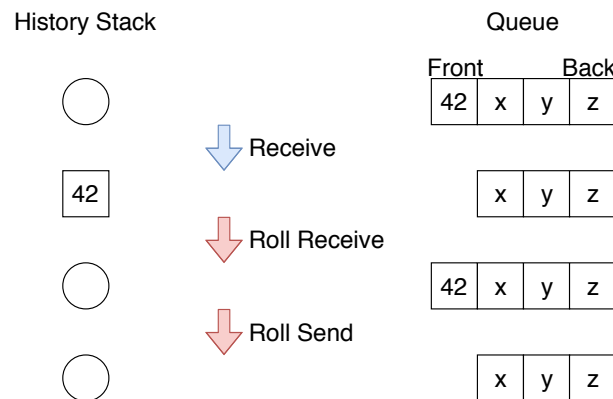 History Stack Queue
Front Back
42 x y z
Receive
42 x y z
Roll Receive
42 x y z
Roll Send
x y z